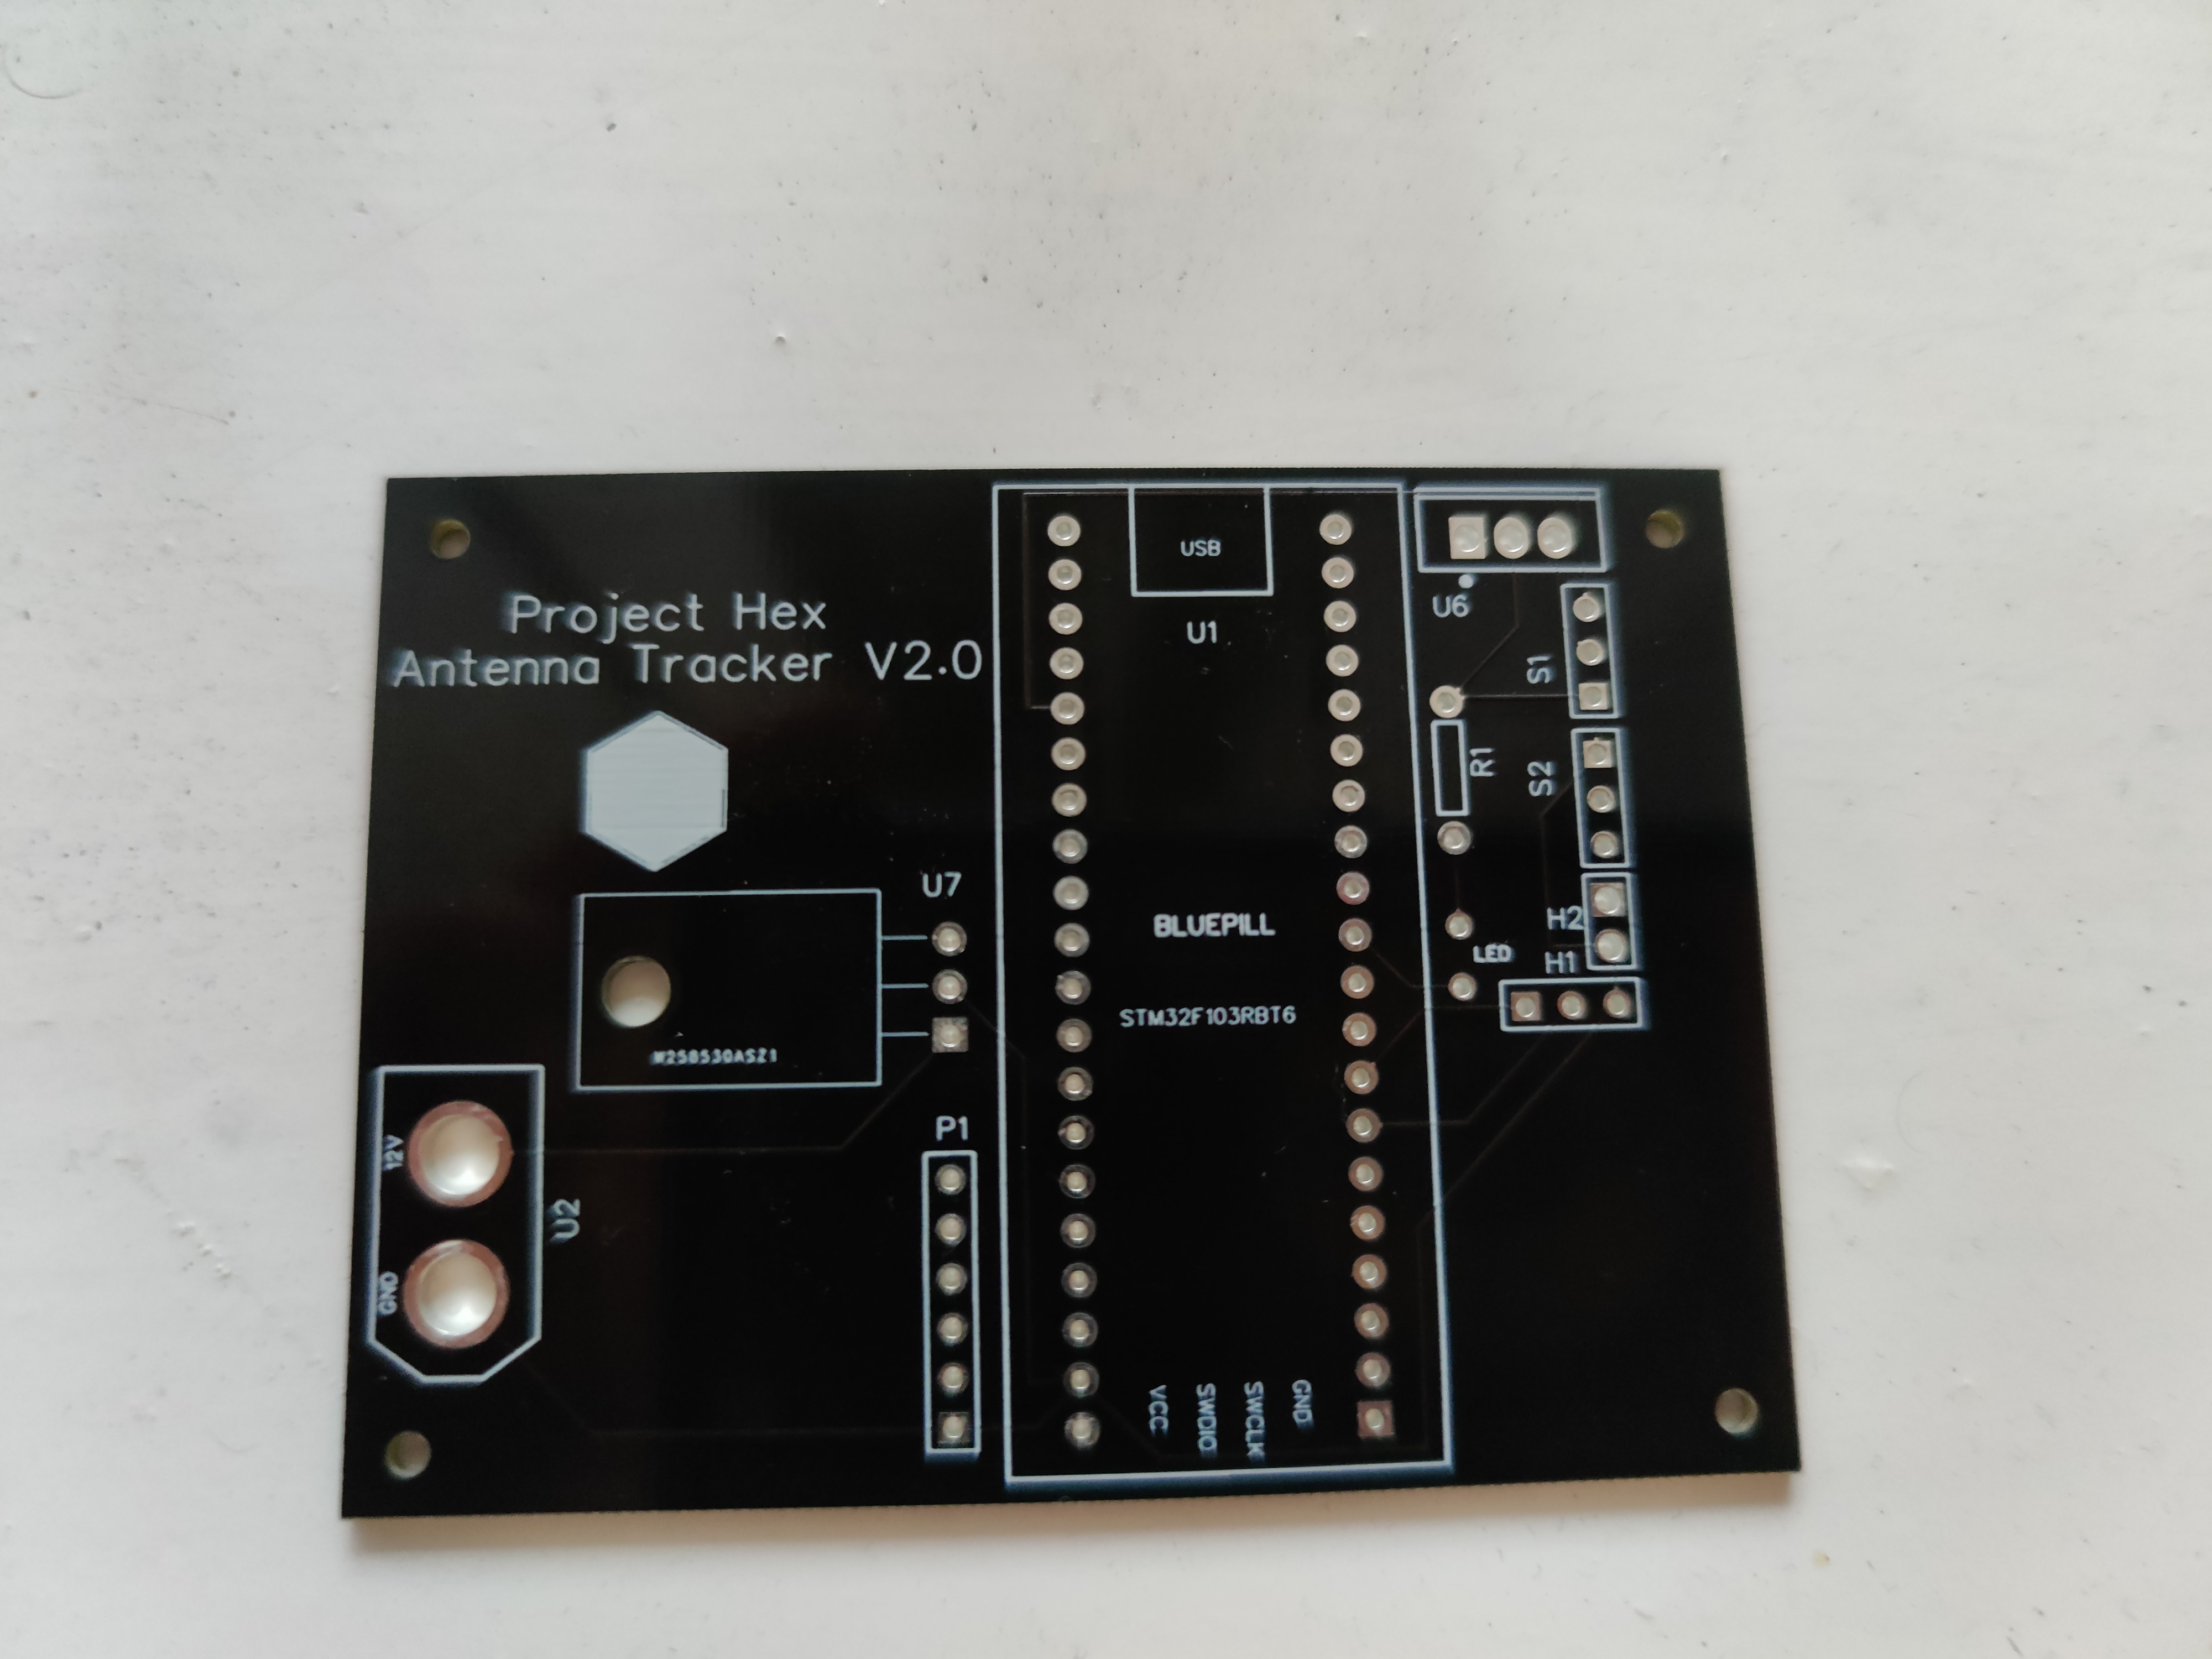 Project Hex
Antenna Tracker V2.0
USB
U1
U6
S1
R1
S2
U7
BLUEPILL
H2
LED
H1
STM32F103RBT6
P1
12V
U2
GND
VCC
SWDIO
SWCLK
GND